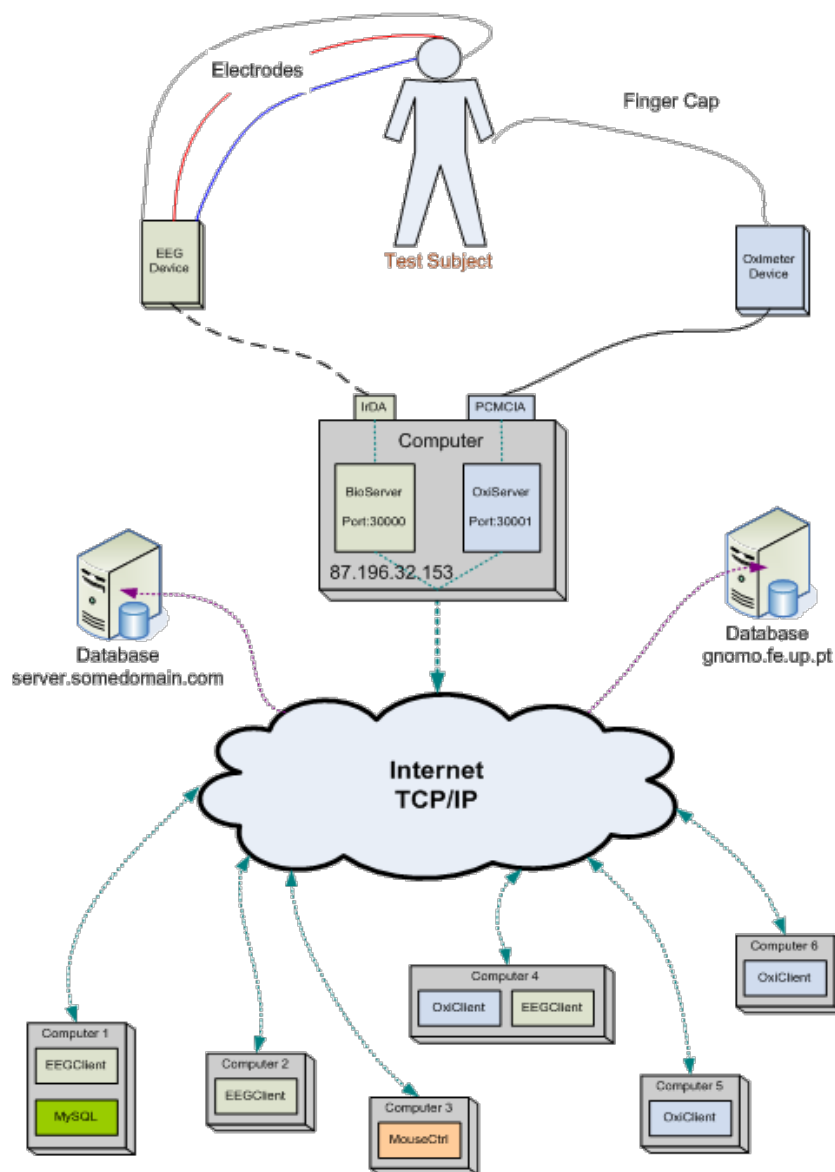 Electrodes
Finger Cap
EEG
Device
Test Subject
Oximeter
Device
IrDA
PCMCIA
Computer
BioServer
Port:30000
OxiServer
Port:30001
87.196.32.153
Database
server.somedomain.com
Database
gnomo.fe.up.pt
Internet
TCP/IP
Computer 6
OxiClient
Computer 4
OxiClient
EEGClient
Computer 1
EEGClient
MySQL
Computer 2
EEGClient
Computer 3
MouseCtrl
Computer 5
OxiClient